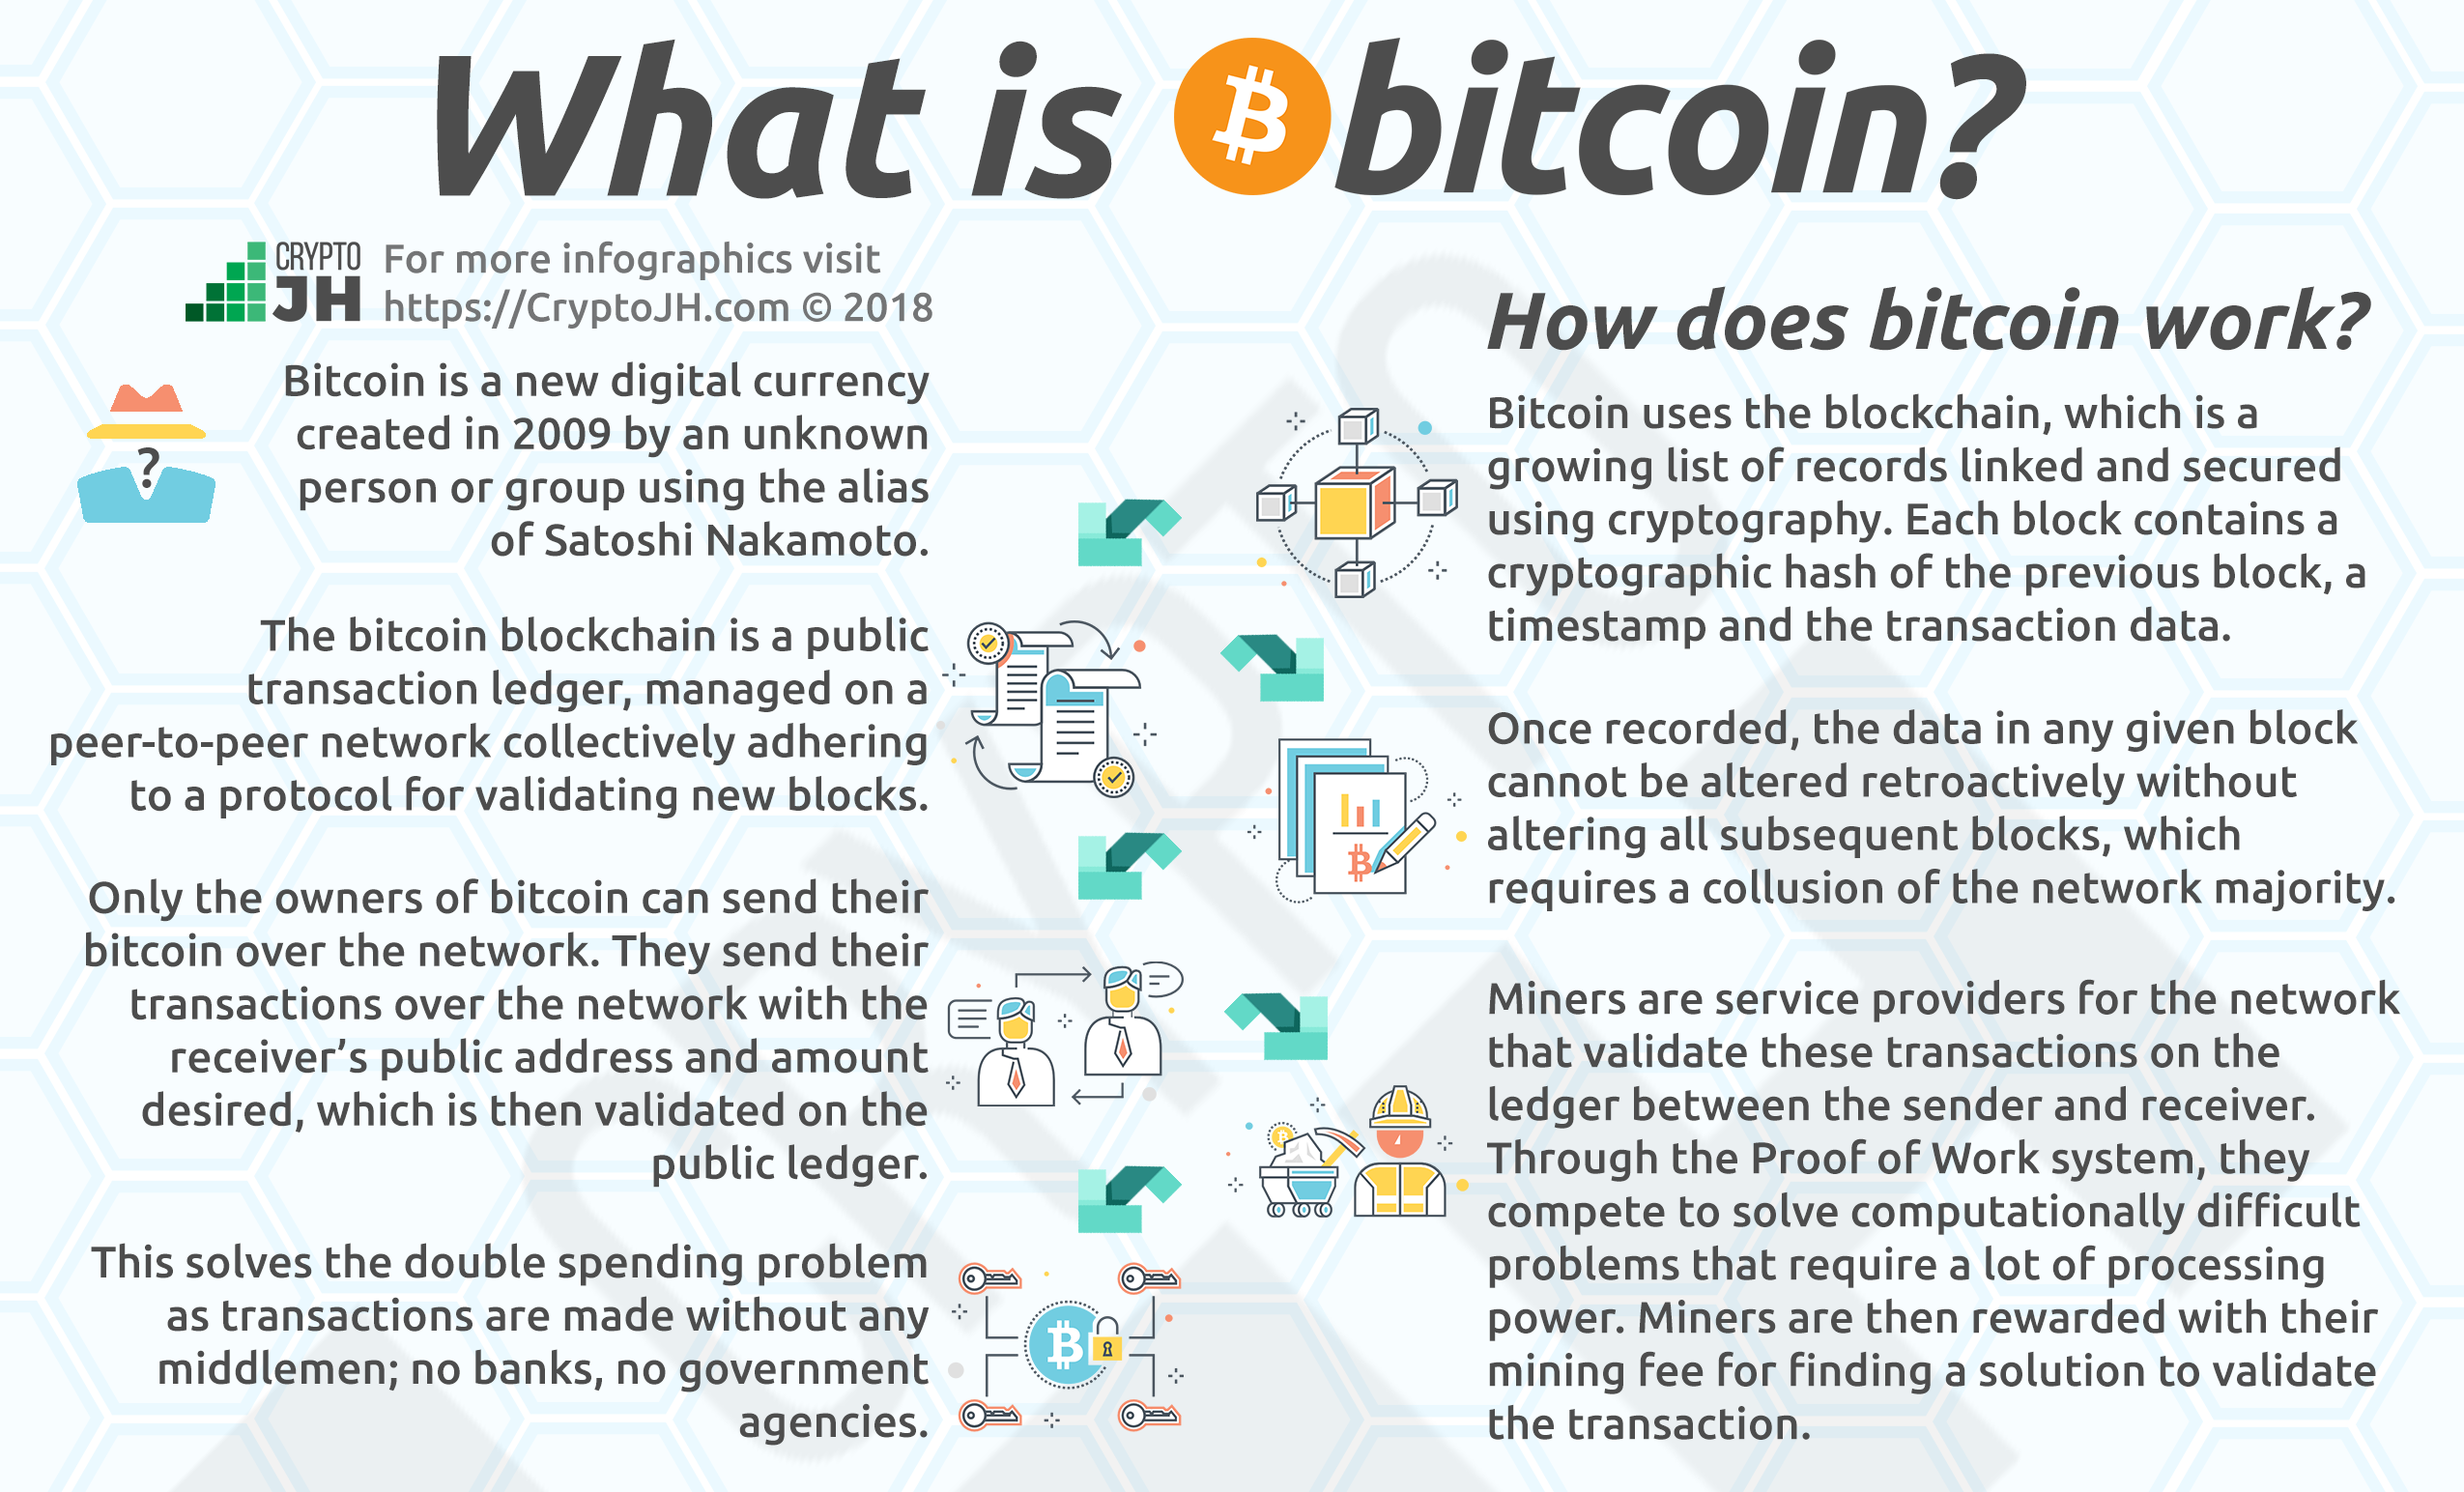 What is bitcoin?
CRYPTO
JH
For more infographics visit
https://CryptoJH.com © 2018
Bitcoin is a new digital currency
created in 2009 by an unknown
person or group using the alias
of Satoshi Nakamoto.
?
The bitcoin blockchain is a public
transaction ledger, managed on a
peer-to-peer network collectively adhering
to a protocol for validating new blocks.
Only the owners of bitcoin can send their
bitcoin over the network. They send their
transactions over the network with the
receiver’s public address and amount
desired, which is then validated on the
public ledger.
This solves the double spending problem
as transactions are made without any
middlemen; no banks, no government
agencies.
How does bitcoin work?
Bitcoin uses the blockchain, which is a
growing list of records linked and secured
using cryptography. Each block contains a
cryptographic hash of the previous block, a
timestamp and the transaction data.
Once recorded, the data in any given block
cannot be altered retroactively without
altering all subsequent blocks, which
requires a collusion of the network majority.
Miners are service providers for the network
that validate these transactions on the
ledger between the sender and receiver.
Through the Proof of Work system, they
compete to solve computationally difficult
problems that require a lot of processing
power. Miners are then rewarded with their
mining fee for finding a solution to validate
the transaction.
CRYPTO